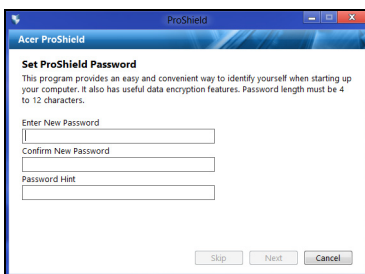 ProShield
Acer ProShield
Set ProShield Password
This program provides an easy and convenient way to identify yourself when starting up
your computer. It also has useful data encryption features. Password length must be 4
to 12 characters.
Enter New Password
Confirm New Password
Password Hint
Skip
Next
Cancel